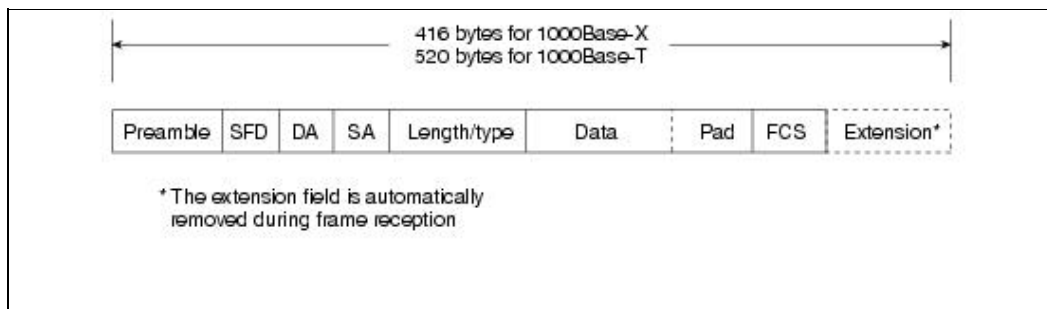 416 bytes for 1000Base-X
520 bytes for 1000Base-T
Preamble SFD DA SA Length/type Data Pad FCS Extension*
* The extension field is automatically
removed during frame reception